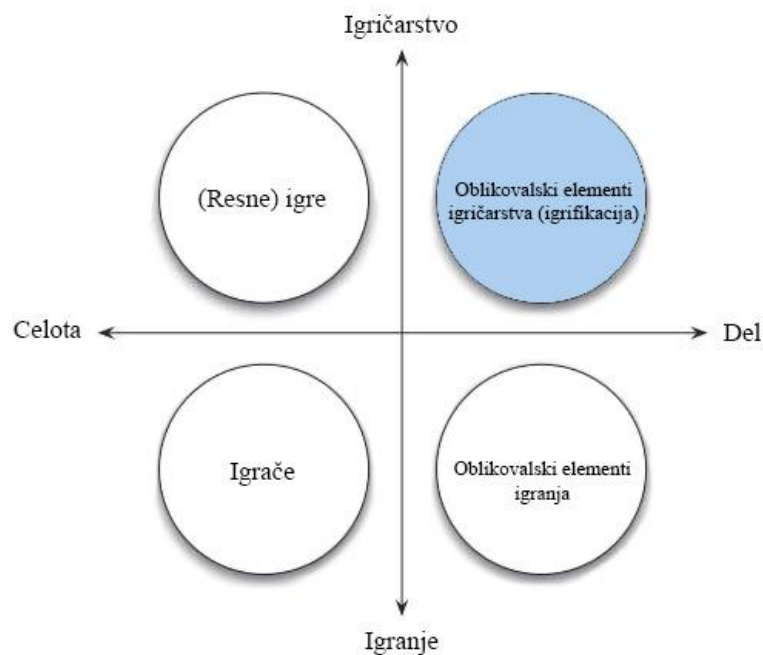 Igričarstvo
(Resne) igre
Oblikovalski elementi
igričarstva (igrifikacija)
Celota
Del
Igrače
Oblikovalski elementi
igranja
Igranje